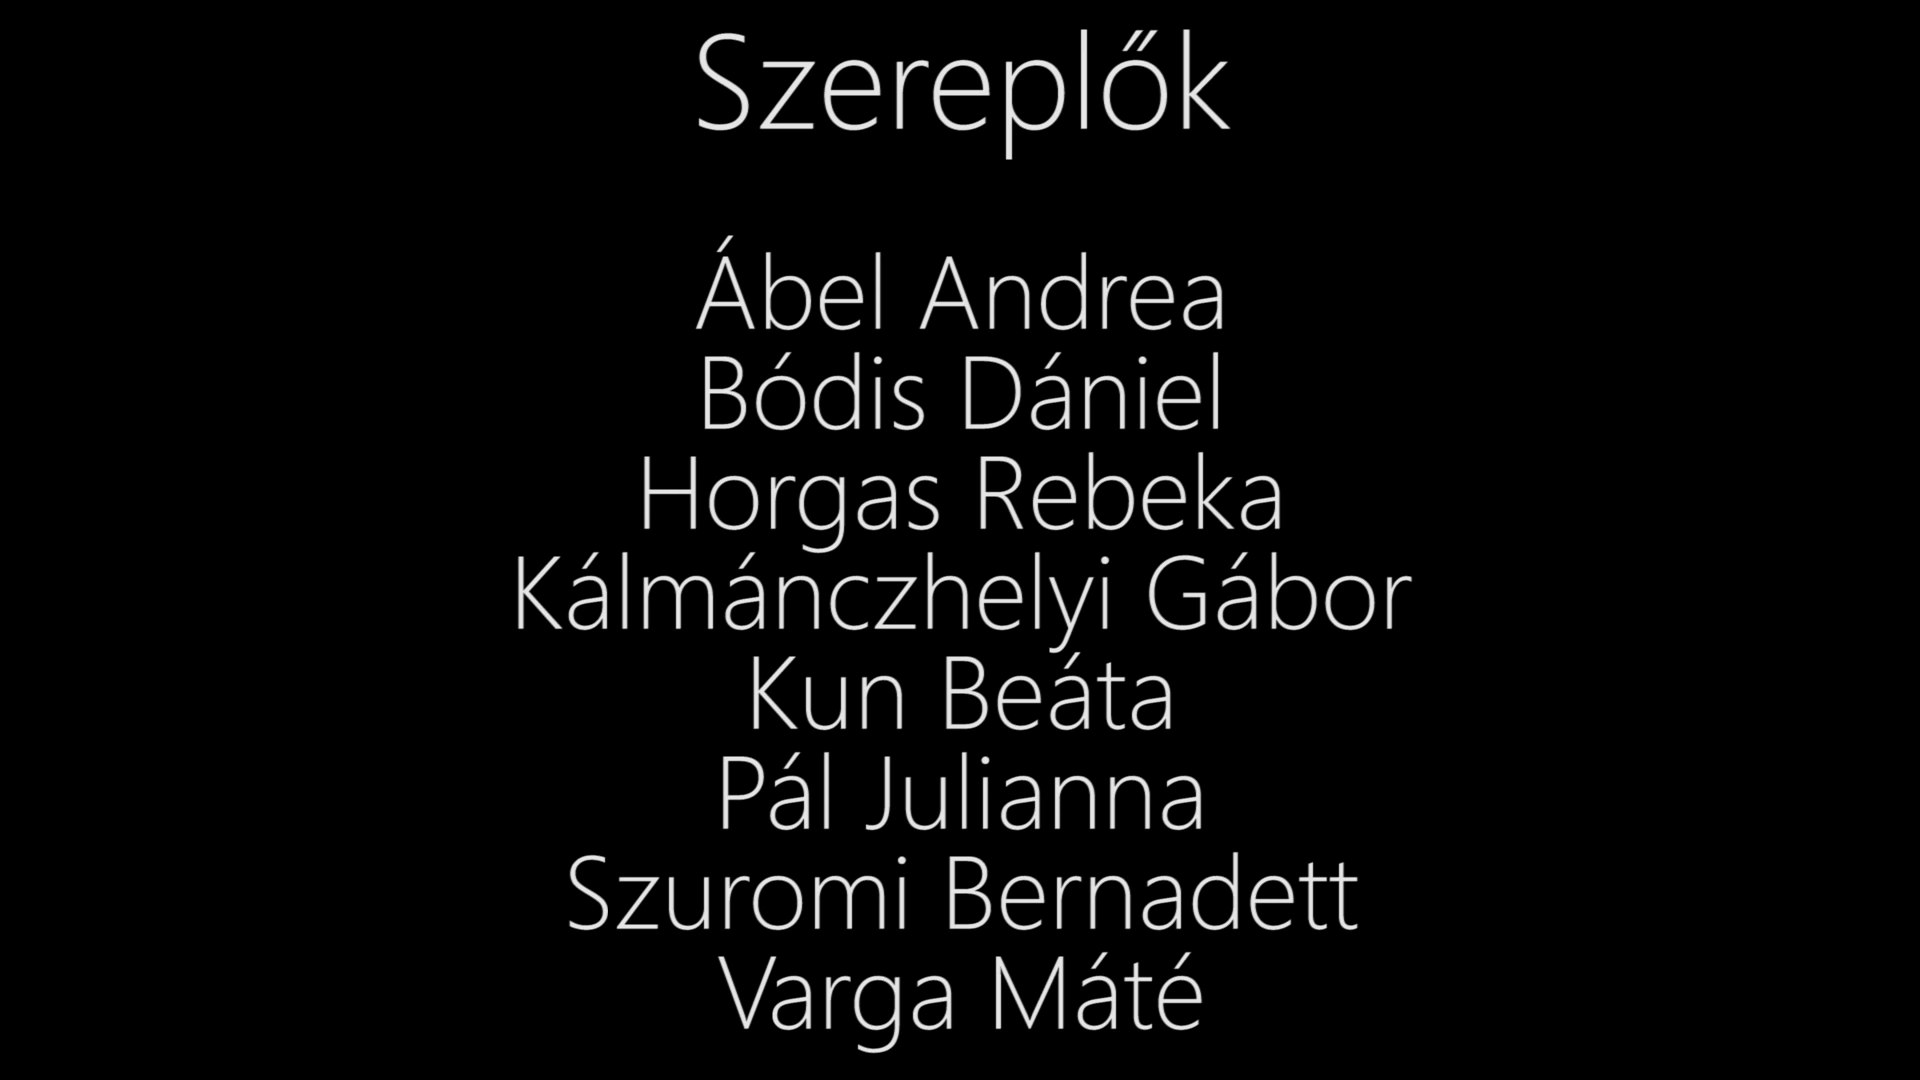 Szereplők
Ábel Andrea
Bódis Dániel
Horgas Rebeka
Kálmánczhelyi Gábor
Kun Beáta
Pál Julianna
Szuromi Bernadett
Varga Máté